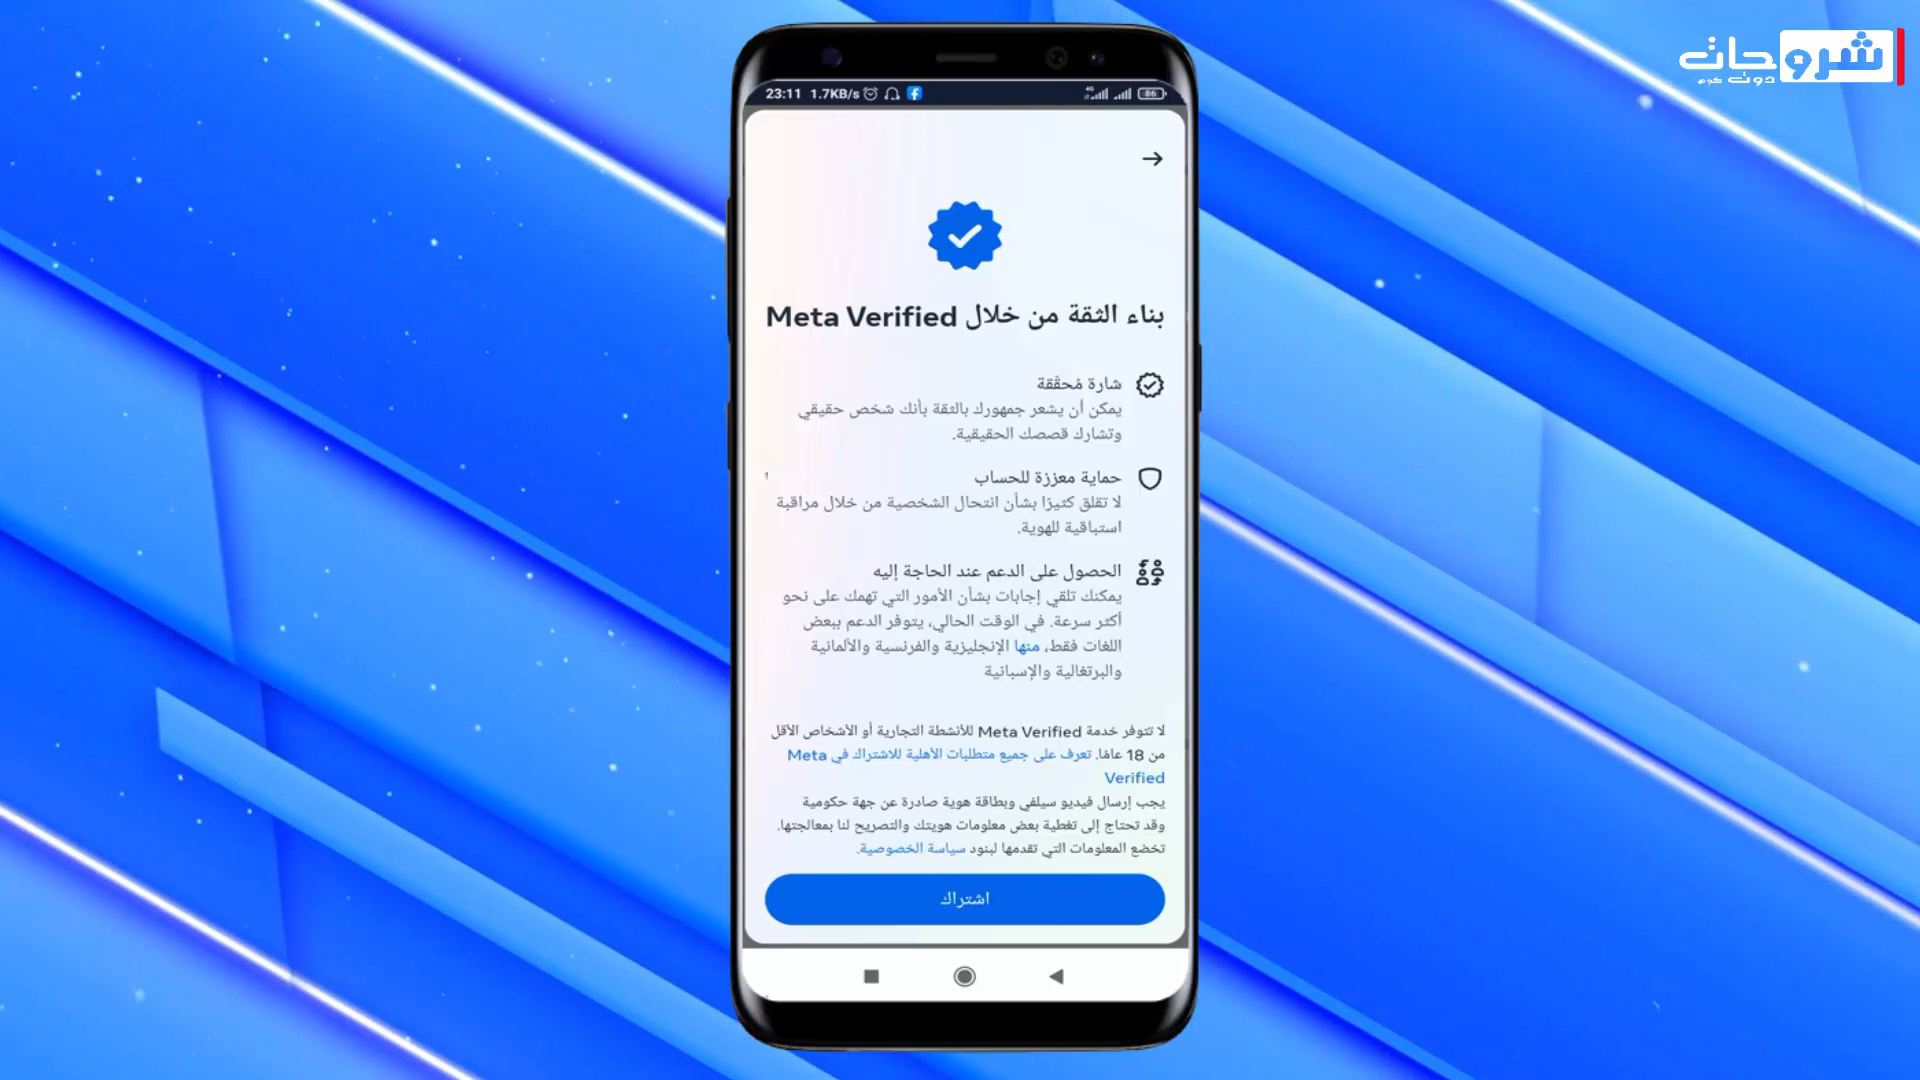 شروحات
دوت كوم
23:11 1.7KB/s
4G
86
بناء الثقة من خلال Meta Verified
شارة مُحقَّقة
يمكن أن يشعر جمهورك بالثقة بأنك شخص حقيقي
وتشارك قصصك الحقيقية.
حماية معززة للحساب
لا تقلق كثيرًا بشأن انتحال الشخصية من خلال مراقبة
استباقية للهوية.
الحصول على الدعم عند الحاجة إليه
يمكنك تلقي إجابات بشأن الأمور التي تهمك على نحو
أكثر سرعة. في الوقت الحالي، يتوفر الدعم ببعض
اللغات فقط، منها الإنجليزية والفرنسية والألمانية
والبرتغالية والإسبانية
لا تتوفر خدمة Meta Verified للأنشطة التجارية أو الأشخاص الأقل
من 18 عامًا. تعرف على جميع متطلبات الأهلية للاشتراك في Meta
Verified
يجب إرسال فيديو سيلفي وبطاقة هوية صادرة عن جهة حكومية
وقد تحتاج إلى تغطية بعض معلومات هويتك والتصريح لنا بمعالجتها.
تخضع المعلومات التي تقدمها لبنود سياسة الخصوصية.
اشتراك